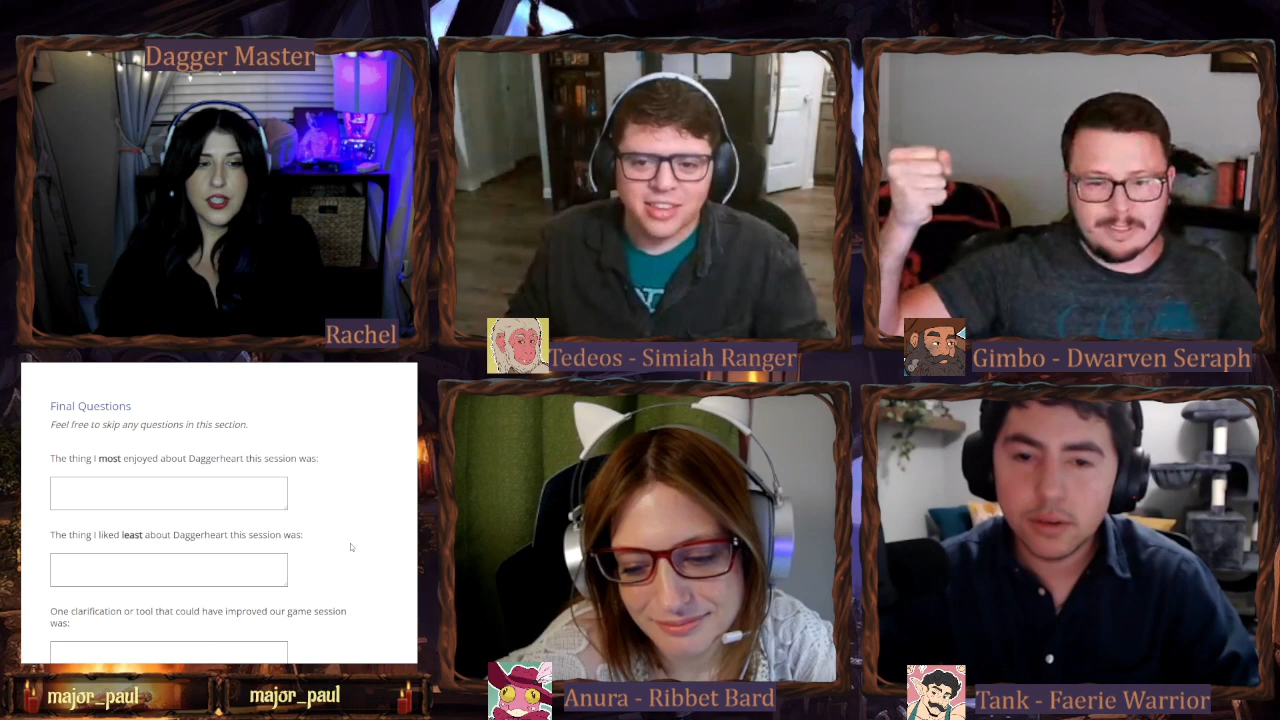 Dagger Master
Rachel
Tedeos - Simiah Ranger
Gimbo - Dwarven Seraph
Final Questions
Feel free to skip any questions in this section.
The thing I most enjoyed about Daggerheart this session was:
The thing I liked least about Daggerheart this session was:
One clarification or tool that could have improved our game session
was:
Anura - Ribbet Bard
Tank - Faerie Warrior
major_paul
major_paul